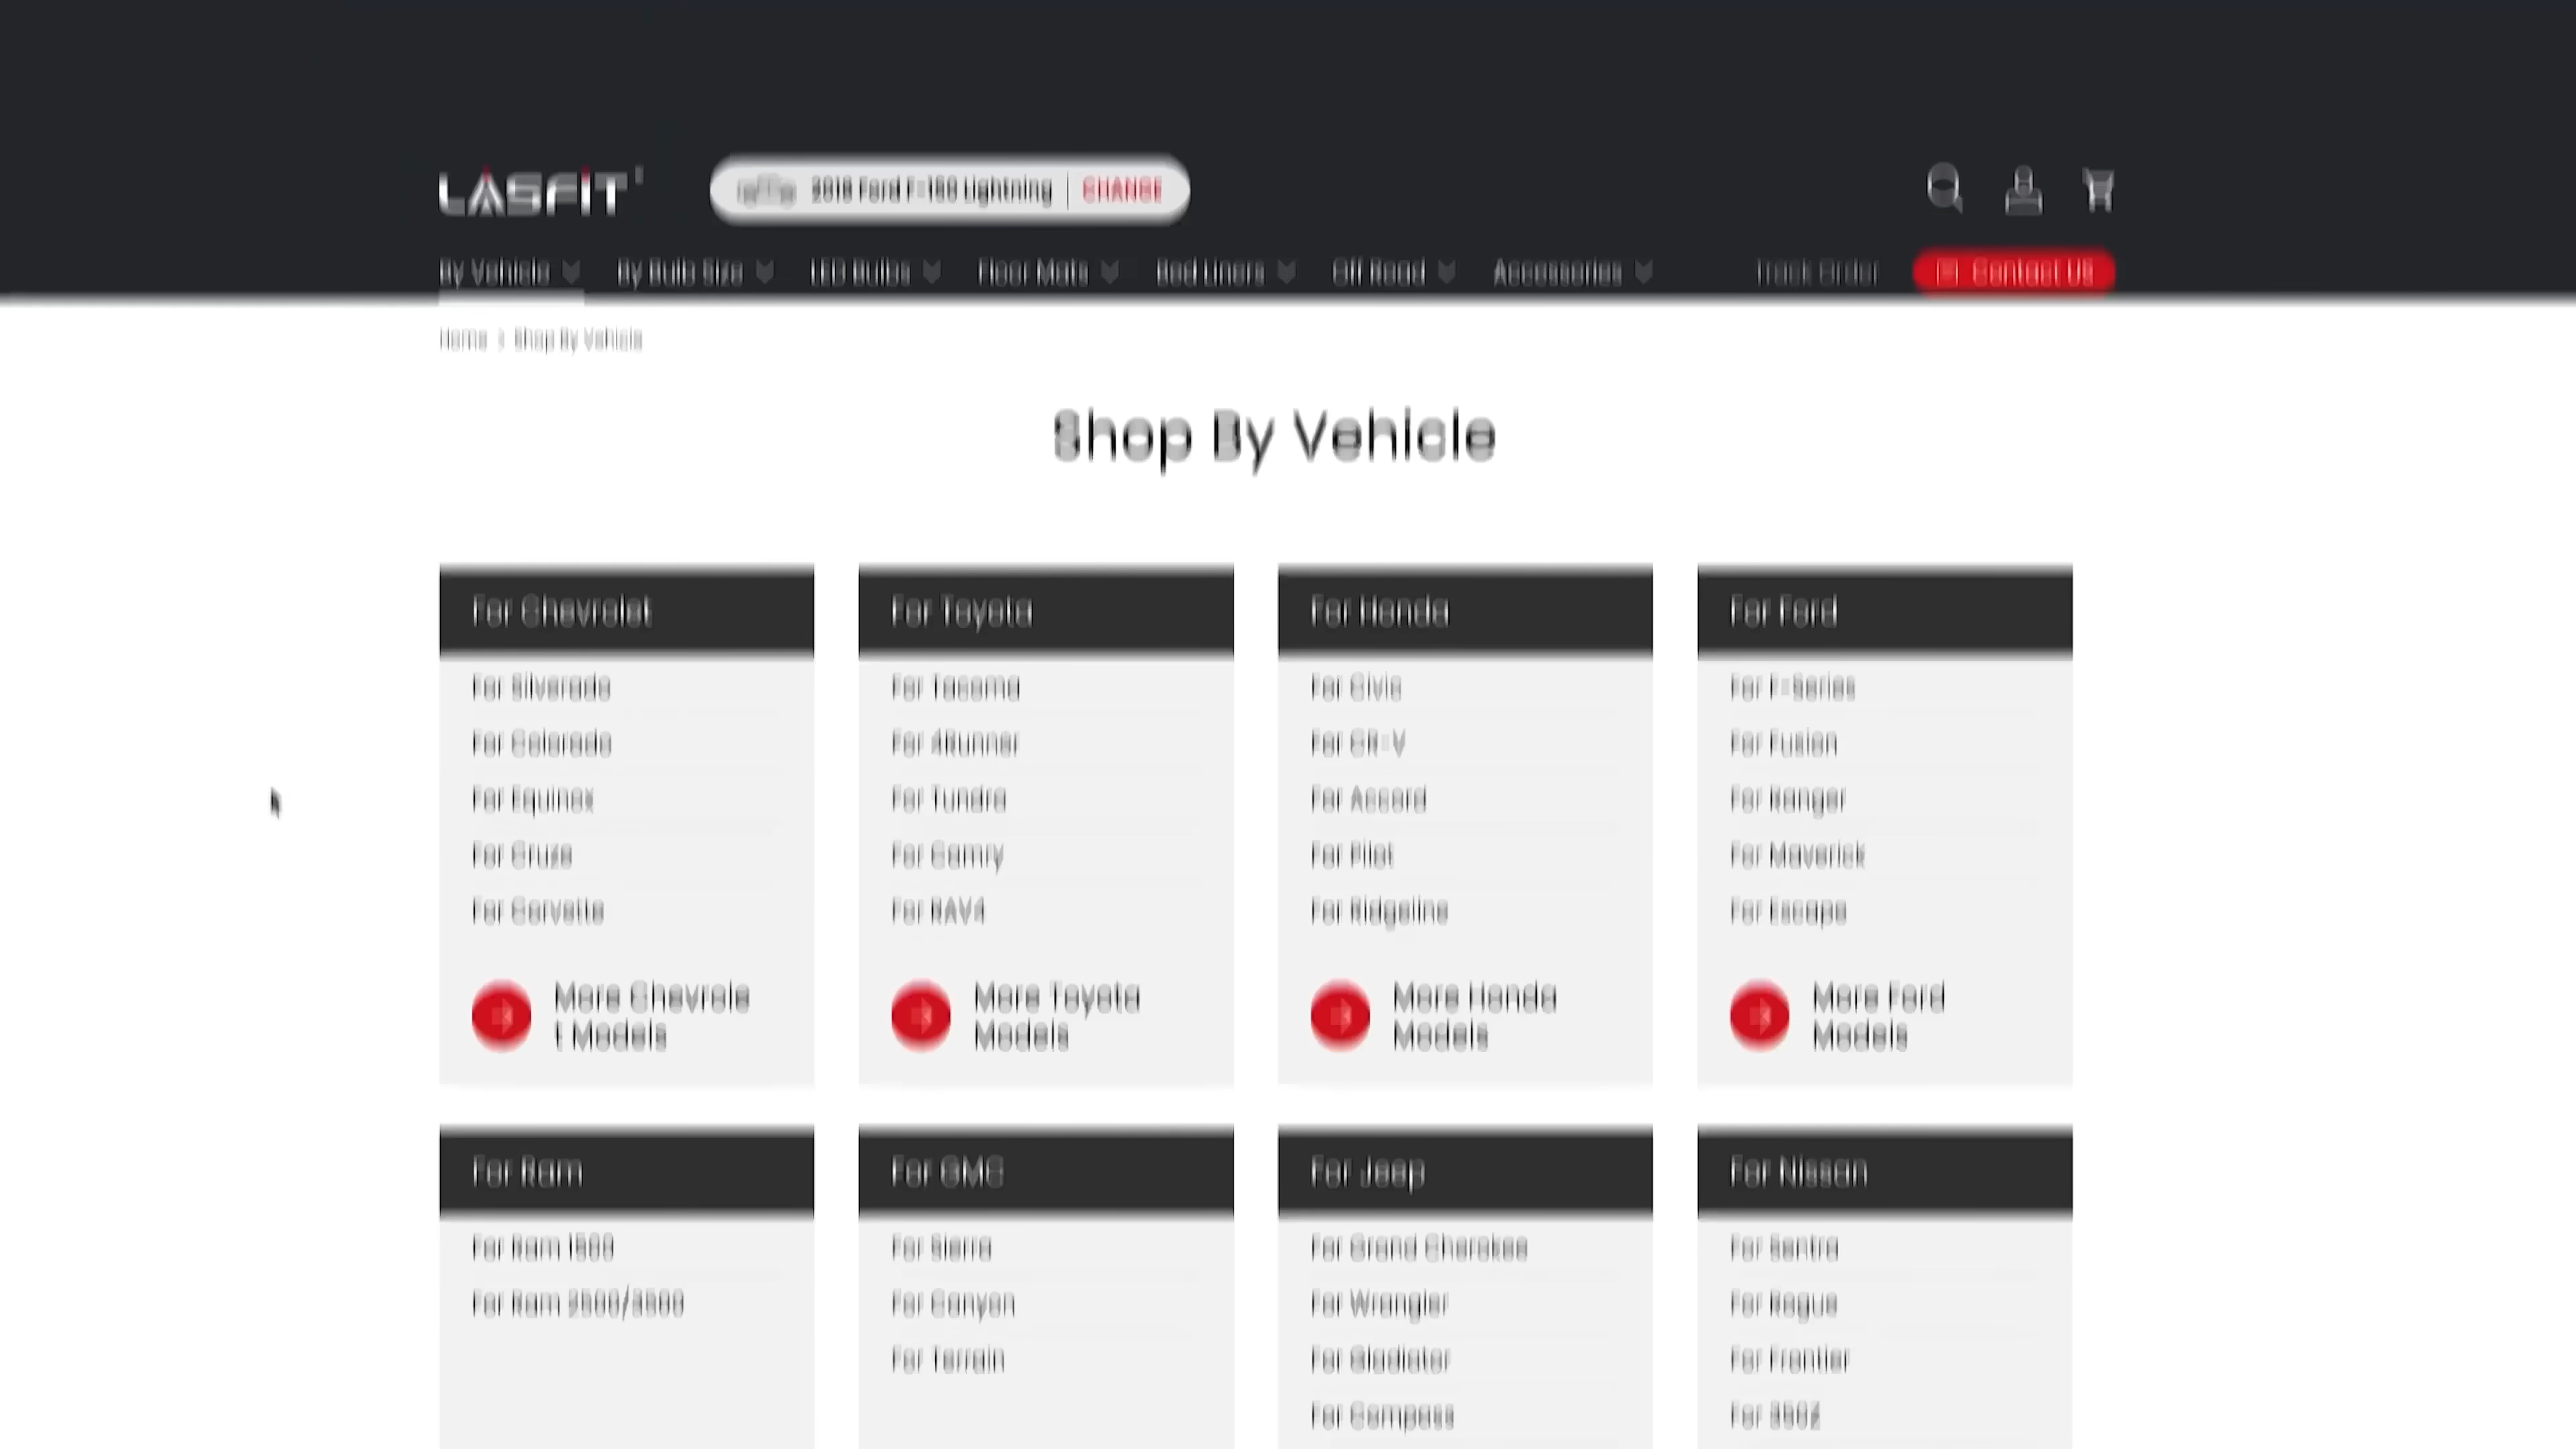 LASFIT
Ford F-150 Lightning | CHANGE
By Vehicle By Bulb Size LED Bulbs Floor Mats Bed Liners Off Road Accessories Track Order Contact US
Home > Shop By Vehicle
Shop By Vehicle
For Chevrolet
For Silverado
For Colorado
For Equinox
For Cruze
For Corvette
More Chevrole
t Models
For Toyota
For Tacoma
For 4Runner
For Tundra
For Camry
For RAV4
More Toyota
Models
For Honda
For Civic
For CR-V
For Accord
For Pilot
For Ridgeline
More Honda
Models
For Ford
For F-Series
For Fusion
For Ranger
For Maverick
For Escape
More Ford
Models
For Ram
For Ram 1500
For Ram 2500/3500
For GMC
For Sierra
For Canyon
For Terrain
For Jeep
For Grand Cherokee
For Wrangler
For Gladiator
For Compass
For Nissan
For Sentra
For Rogue
For Frontier
For 350Z